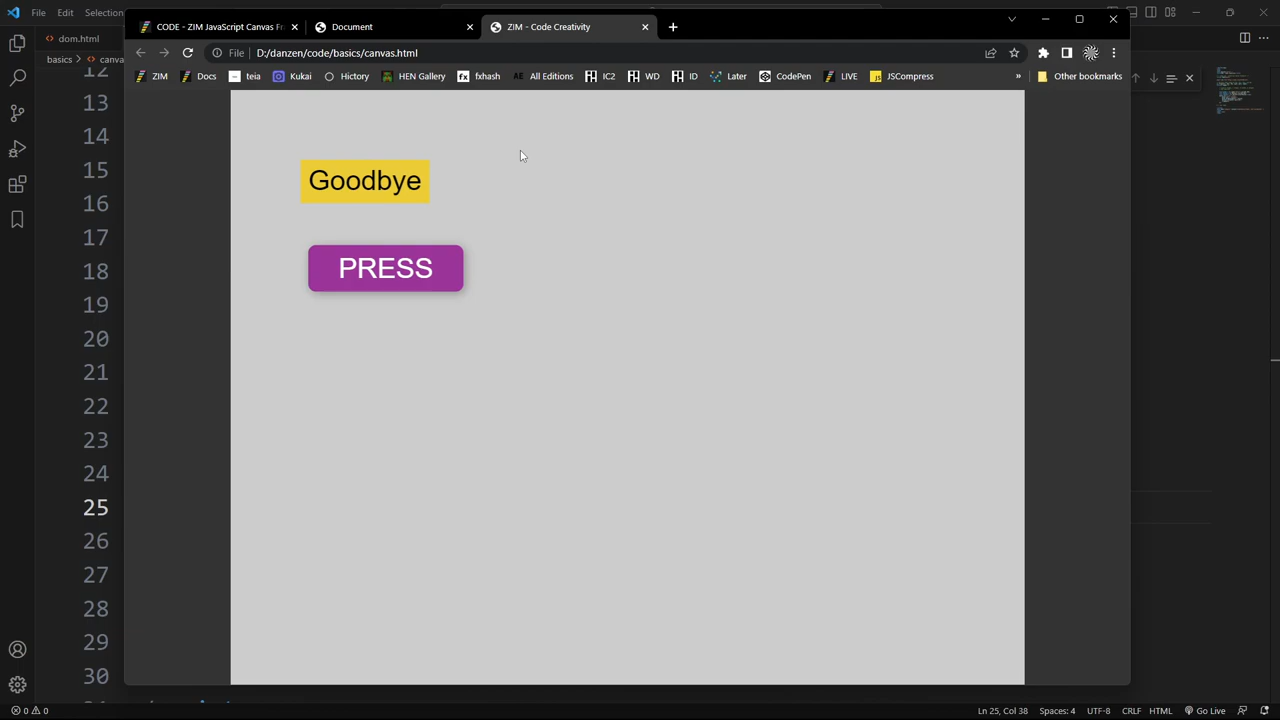 File Edit Selection
dom.html
basics canva
CODE - ZIM JavaScript Canvas Fr
Document
ZIM - Code Creativity
File D:/danzen/code/basics/canvas.html
ZIM Docs teia Kukai Hictory HEN Gallery fxhash All Editions IC2 WD ID Later CodePen LIVE JSCompress » Other bookmarks
12
13
14
15
16
17
18
19
20
21
22
23
24
25
26
27
28
29
30
Goodbye
PRESS
0 0 Ln 25, Col 38 Spaces: 4 UTF-8 CRLF HTML Go Live